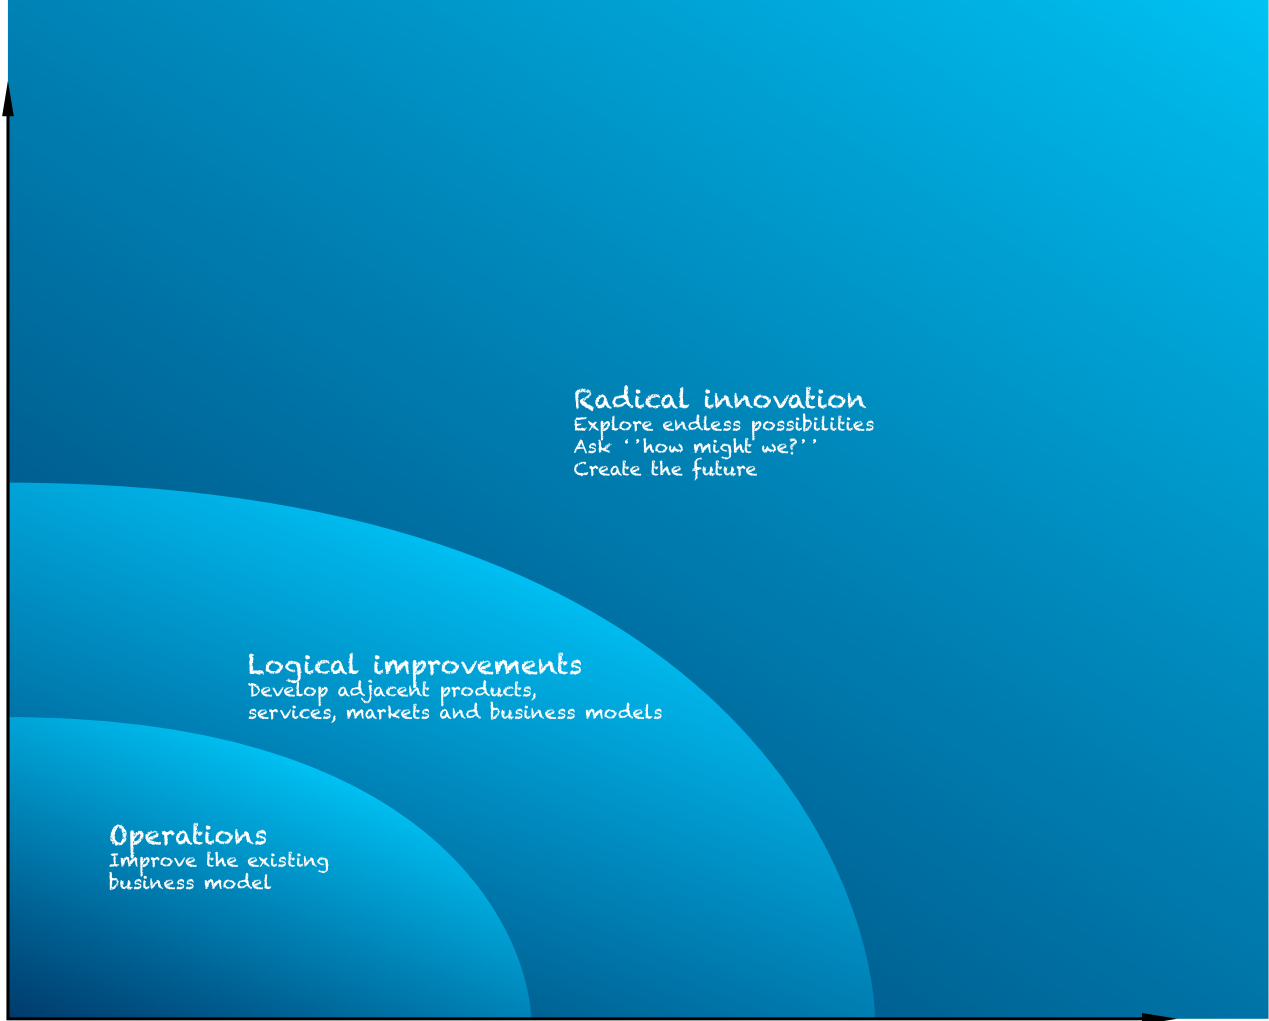 Radical innovation
Explore endless possibilities
Ask ‘’how might we?’’
Create the future
Logical improvements
Develop adjacent products,
services, markets and business models
Operations
Improve the existing
business model